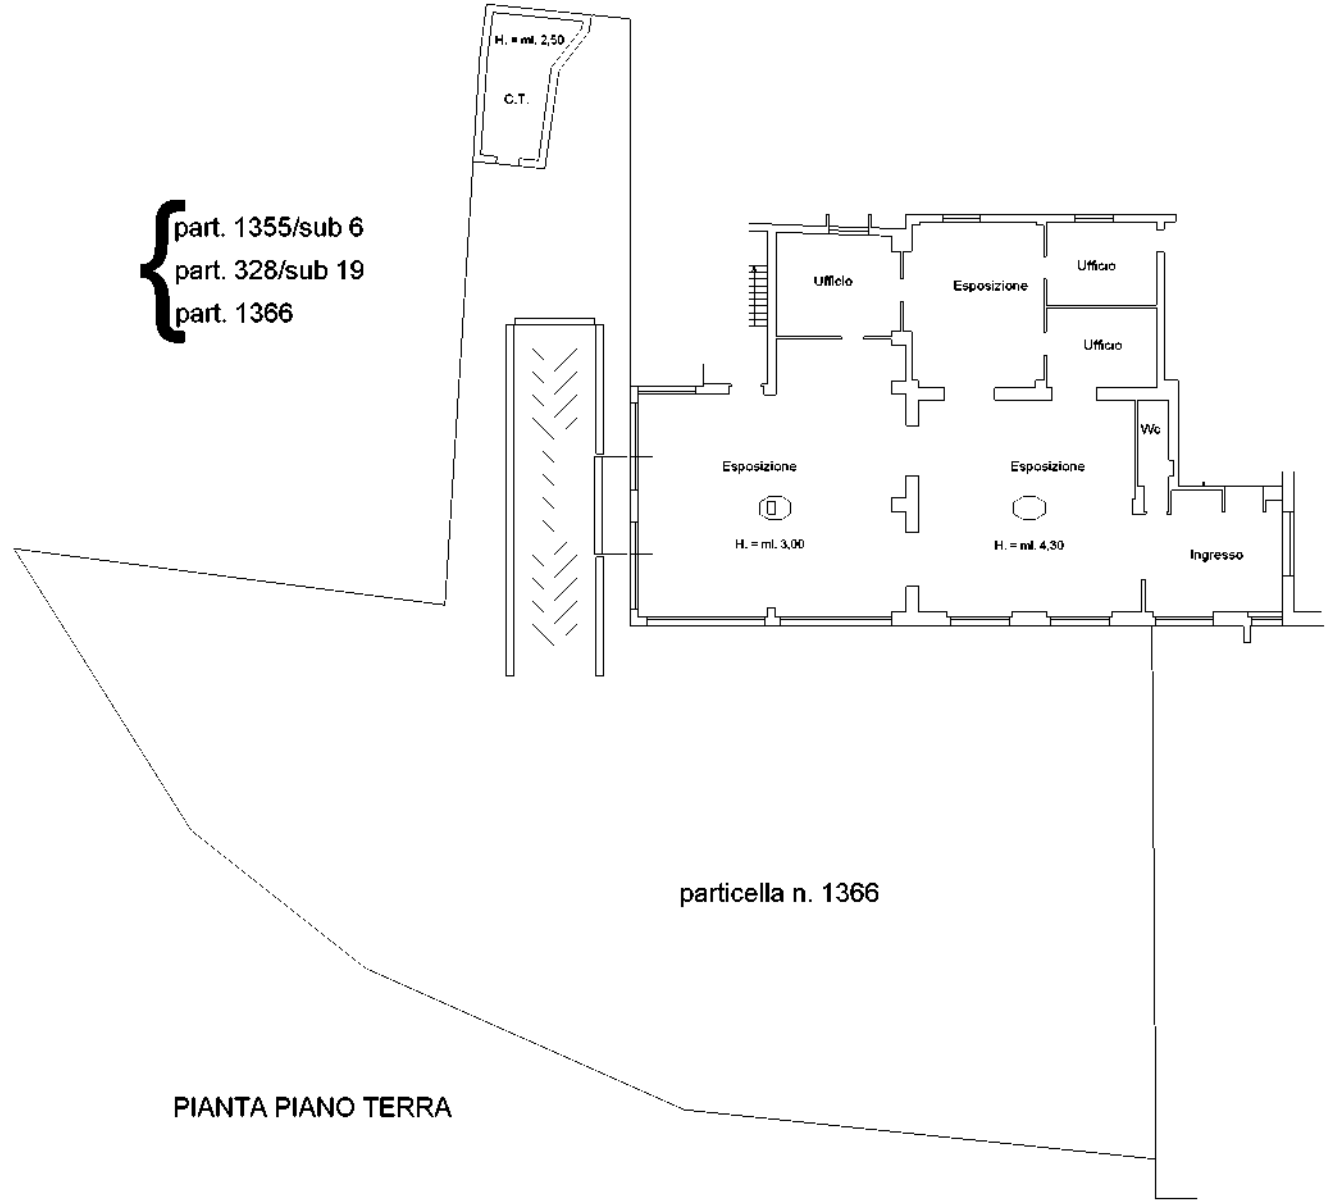 H. = ml. 2,50
C.T.
part. 1355/sub 6
part. 328/sub 19
part. 1366
Ufficio
Esposizione
Ufficio
Ufficio
Wc
Esposizione
Esposizione
H. = ml. 3,00
H. = ml. 4,30
Ingresso
particella n. 1366
PIANTA PIANO TERRA